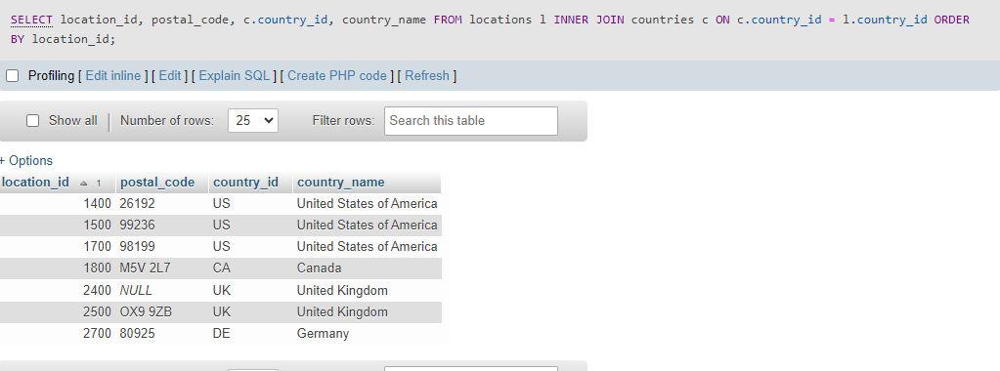 SELECT location_id, postal_code, c.country_id, country_name FROM locations l INNER JOIN countries c ON c.country_id = l.country_id ORDER
BY location_id;
Profiling [ Edit inline ] [ Edit ] [ Explain SQL ] [ Create PHP code ] [ Refresh ]
Show all | Number of rows: 25 Filter rows: Search this table
+ Options
location_id 1 postal_code country_id country_name
1400 26192 US United States of America
1500 99236 US United States of America
1700 98199 US United States of America
1800 M5V 2L7 CA Canada
2400 NULL UK United Kingdom
2500 OX9 9ZB UK United Kingdom
2700 80925 DE Germany